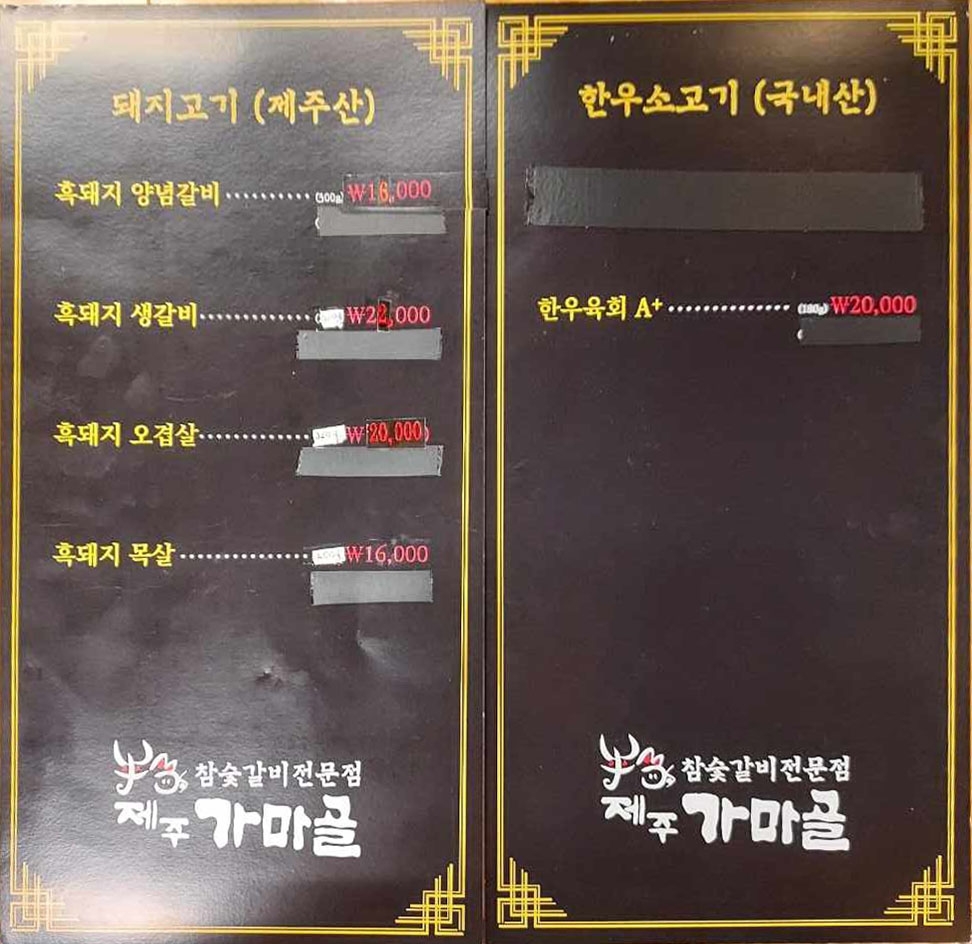 돼지고기 (제주산)
흑돼지 양념갈비 (300g) ₩16,000
흑돼지 생갈비 ₩22,000
흑돼지 오겹살 ₩20,000
흑돼지 목살 ₩16,000
참숯갈비전문점
제주 가마골
한우소고기 (국내산)
한우육회 A+ (180g) ₩20,000
참숯갈비전문점
제주 가마골